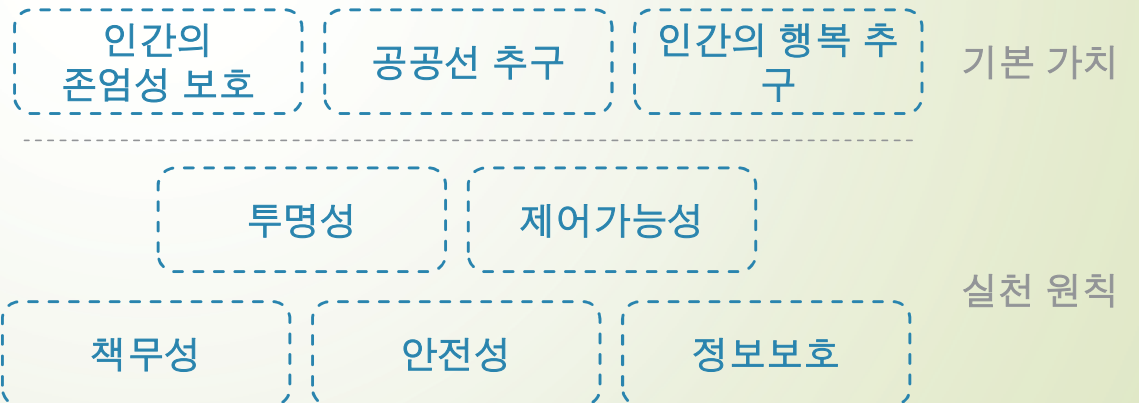 인간의
존엄성 보호
공공선 추구
인간의 행복 추
구
기본 가치
투명성
제어가능성
실천 원칙
책무성
안전성
정보보호